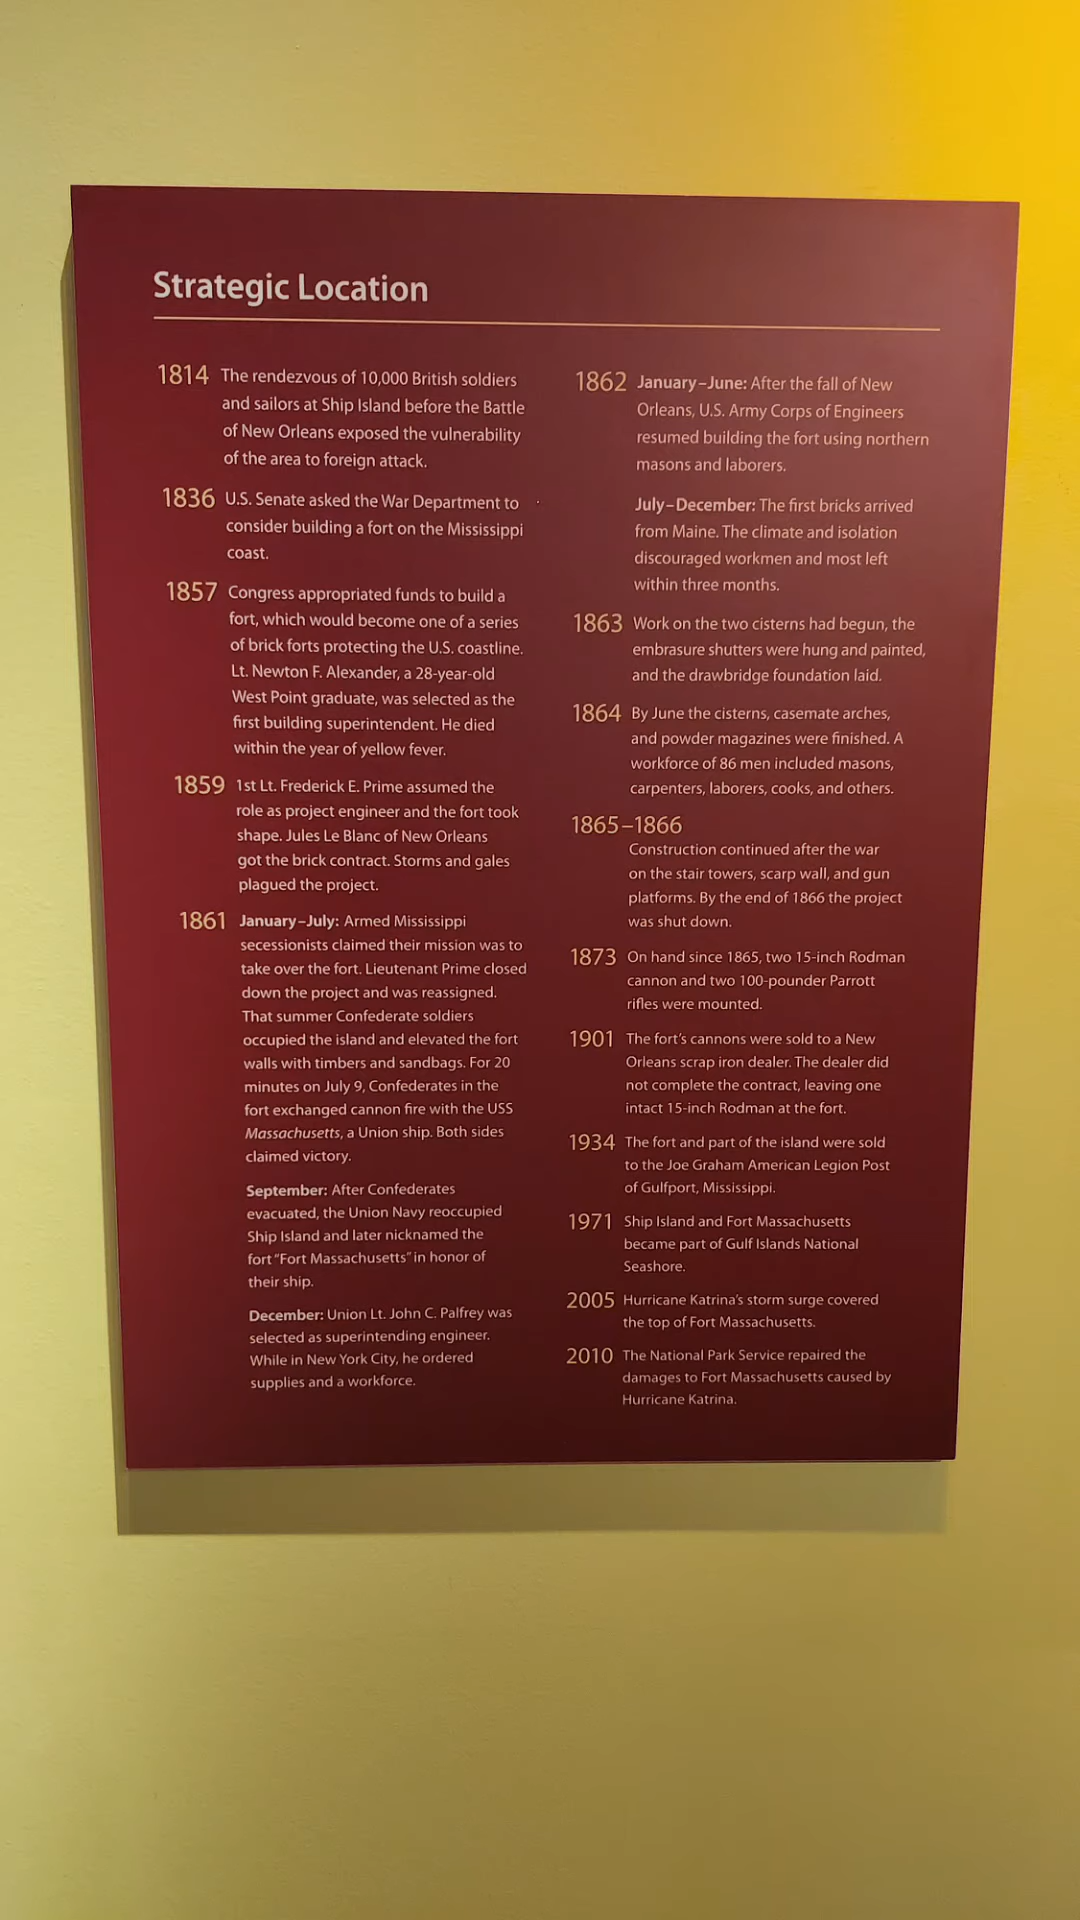 Strategic Location
1814 The rendezvous of 10,000 British soldiers
and sailors at Ship Island before the Battle
of New Orleans exposed the vulnerability
of the area to foreign attack.
1836 U.S. Senate asked the War Department to
consider building a fort on the Mississippi
coast.
1857 Congress appropriated funds to build a
fort, which would become one of a series
of brick forts protecting the U.S. coastline.
Lt. Newton F. Alexander, a 28-year-old
West Point graduate, was selected as the
first building superintendent. He died
within the year of yellow fever.
1859 1st Lt. Frederick E. Prime assumed the
role as project engineer and the fort took
shape. Jules Le Blanc of New Orleans
got the brick contract. Storms and gales
plagued the project.
1861 January–July: Armed Mississippi
secessionists claimed their mission was to
take over the fort. Lieutenant Prime closed
down the project and was reassigned.
That summer Confederate soldiers
occupied the island and elevated the fort
walls with timbers and sandbags. For 20
minutes on July 9, Confederates in the
fort exchanged cannon fire with the USS
Massachusetts, a Union ship. Both sides
claimed victory.
September: After Confederates
evacuated, the Union Navy reoccupied
Ship Island and later nicknamed the
fort "Fort Massachusetts" in honor of
their ship.
December: Union Lt. John C. Palfrey was
selected as superintending engineer.
While in New York City, he ordered
supplies and a workforce.
1862 January–June: After the fall of New
Orleans, U.S. Army Corps of Engineers
resumed building the fort using northern
masons and laborers.
July–December: The first bricks arrived
from Maine. The climate and isolation
discouraged workmen and most left
within three months.
1863 Work on the two cisterns had begun, the
embrasure shutters were hung and painted,
and the drawbridge foundation laid.
1864 By June the cisterns, casemate arches,
and powder magazines were finished. A
workforce of 86 men included masons,
carpenters, laborers, cooks, and others.
1865–1866
Construction continued after the war
on the stair towers, scarp wall, and gun
platforms. By the end of 1866 the project
was shut down.
1873 On hand since 1865, two 15-inch Rodman
cannon and two 100-pounder Parrott
rifles were mounted.
1901 The fort's cannons were sold to a New
Orleans scrap iron dealer. The dealer did
not complete the contract, leaving one
intact 15-inch Rodman at the fort.
1934 The fort and part of the island were sold
to the Joe Graham American Legion Post
of Gulfport, Mississippi.
1971 Ship Island and Fort Massachusetts
became part of Gulf Islands National
Seashore.
2005 Hurricane Katrina's storm surge covered
the top of Fort Massachusetts.
2010 The National Park Service repaired the
damages to Fort Massachusetts caused by
Hurricane Katrina.